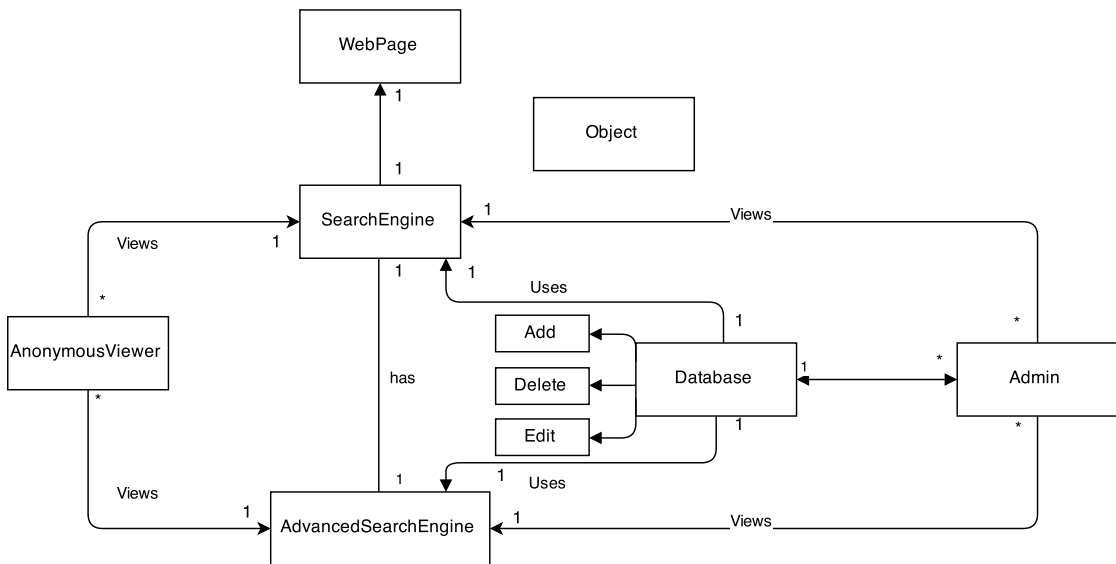 WebPage
1
Object
1
SearchEngine
1
Views
Views
1
1
1
Uses
*
1
*
Add
AnonymousViewer
1
*
Database
Admin
has
Delete
*
Edit
1
*
1
1
Uses
Views
1
1
Views
AdvancedSearchEngine